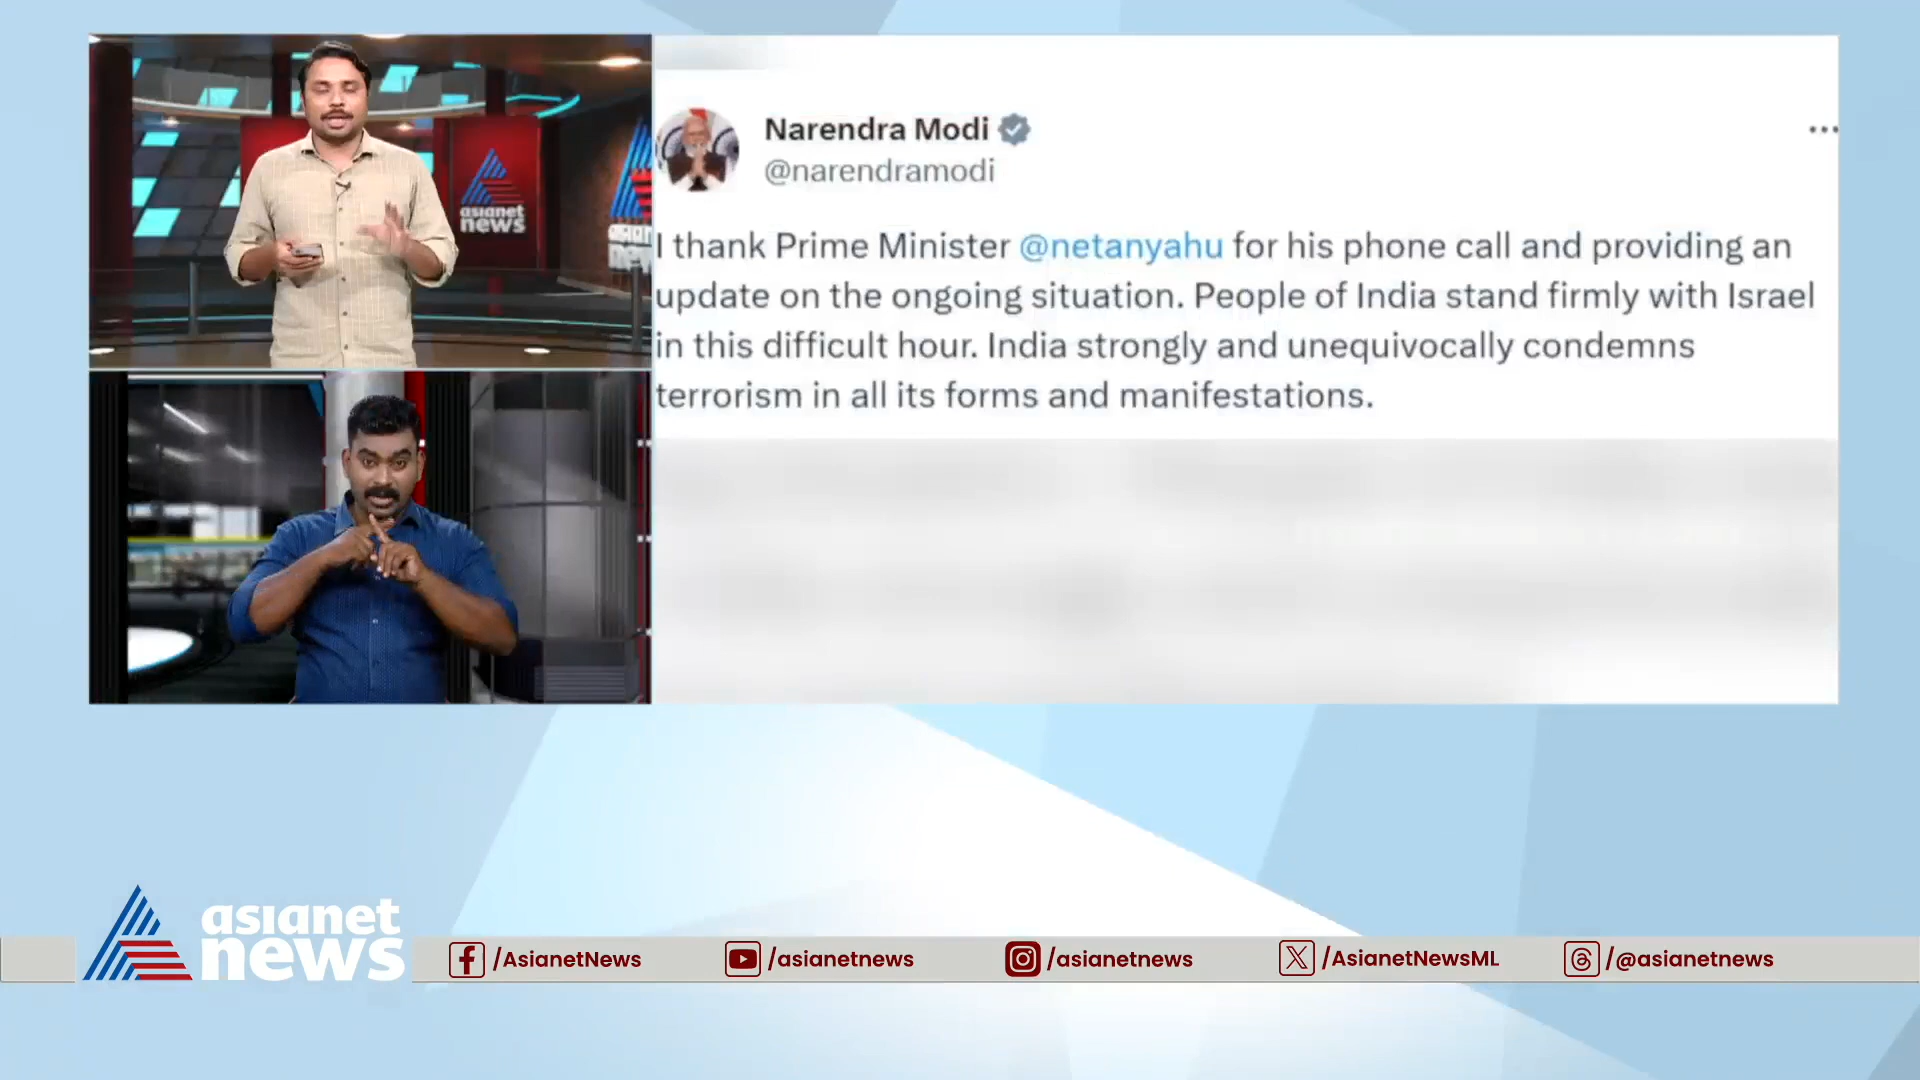 asianet
news
Narendra Modi
@narendramodi
I thank Prime Minister @netanyahu for his phone call and providing an
update on the ongoing situation. People of India stand firmly with Israel
in this difficult hour. India strongly and unequivocally condemns
terrorism in all its forms and manifestations.
asianet
news
/AsianetNews
/asianetnews
/asianetnews
/AsianetNewsML
/@asianetnews